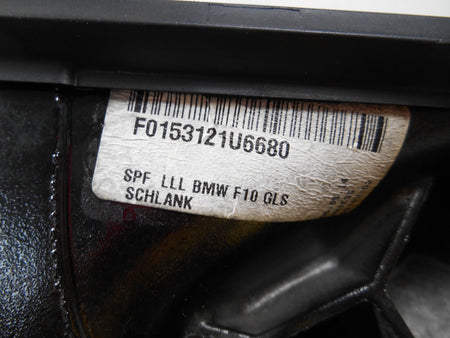 F0153121U6680
SPF LLL BMW F10 GLS
SCHLANK